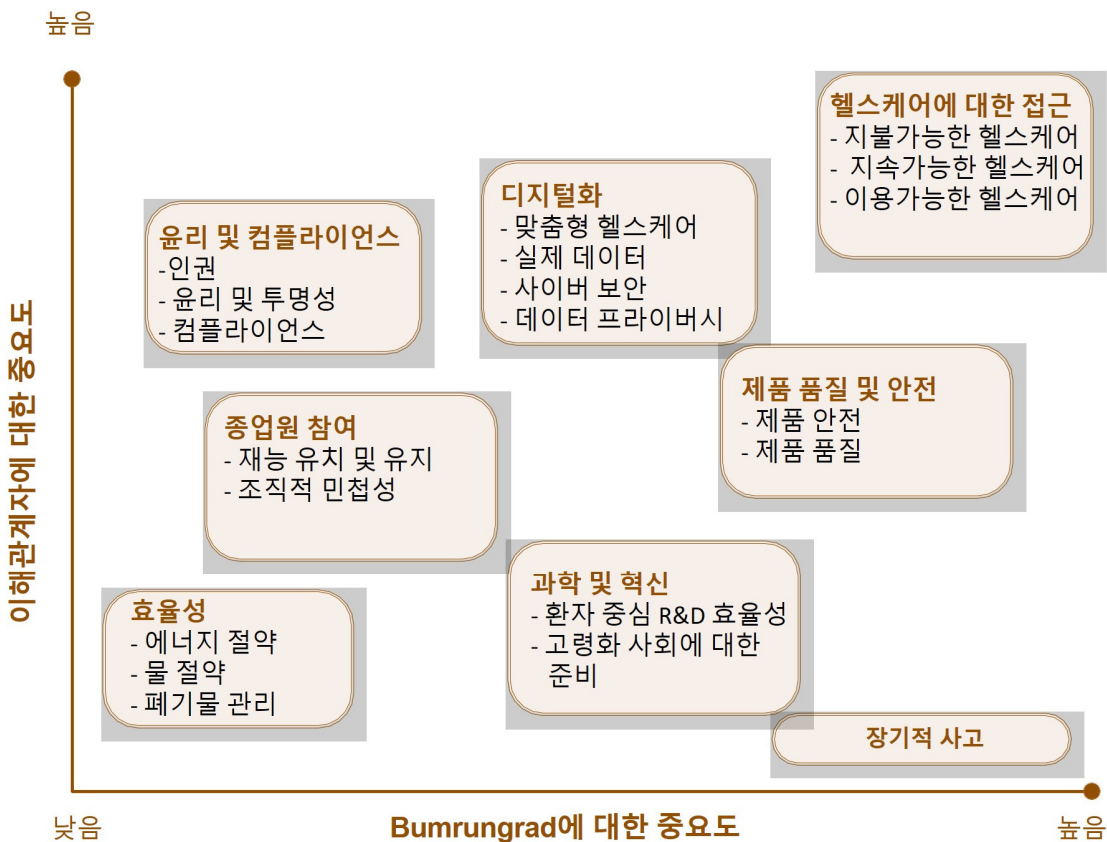 높음
헬스케어에 대한 접근
- 지불가능한 헬스케어
- 지속가능한 헬스케어
- 이용가능한 헬스케어
디지털화
- 맞춤형 헬스케어
- 실제 데이터
- 사이버 보안
- 데이터 프라이버시
윤리 및 컴플라이언스
-인권
- 윤리 및 투명성
- 컴플라이언스
제품 품질 및 안전
- 제품 안전
- 제품 품질
종업원 참여
- 재능 유치 및 유지
- 조직적 민첩성
이해관계자에 대한 중요도
과학 및 혁신
- 환자 중심 R&D 효율성
- 고령화 사회에 대한
준비
효율성
- 에너지 절약
- 물 절약
- 폐기물 관리
장기적 사고
낮음
Bumrungrad에 대한 중요도
높음